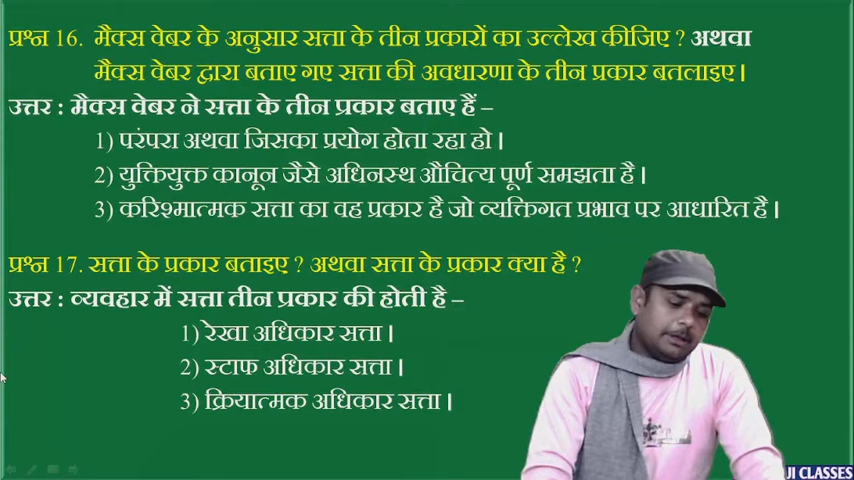 प्रश्न 16. मैक्स वेबर के अनुसार सत्ता के तीन प्रकारों का उल्लेख कीजिए ? अथवा
मैक्स वेबर द्वारा बताए गए सत्ता की अवधारणा के तीन प्रकार बतलाइए |
उत्तर : मैक्स वेबर ने सत्ता के तीन प्रकार बताए हैं –
1) परंपरा अथवा जिसका प्रयोग होता रहा हो |
2) युक्तियुक्त कानून जैसे अधिनस्थ औचित्य पूर्ण समझता है |
3) करिश्मात्मक सत्ता का वह प्रकार है जो व्यक्तिगत प्रभाव पर आधारित है |
प्रश्न 17. सत्ता के प्रकार बताइए ? अथवा सत्ता के प्रकार क्या है ?
उत्तर : व्यवहार में सत्ता तीन प्रकार की होती है –
1) रेखा अधिकार सत्ता |
2) स्टाफ अधिकार सत्ता |
3) क्रियात्मक अधिकार सत्ता |
JI CLASSES